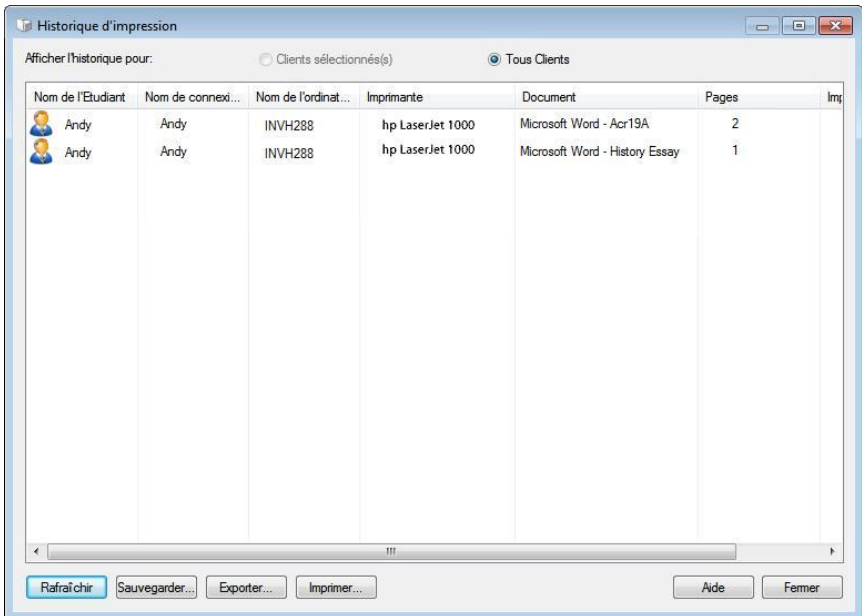 Historique d'impression
Afficher l'historique pour: Clients sélectionnés(s) Tous Clients
Nom de l'Etudiant Nom de connexi... Nom de l'ordinat... Imprimante Document Pages Imp
Andy Andy INVH288 hp LaserJet 1000 Microsoft Word - Acr19A 2
Andy Andy INVH288 hp LaserJet 1000 Microsoft Word - History Essay 1
Rafraîchir Sauvegarder... Exporter... Imprimer... Aide Fermer